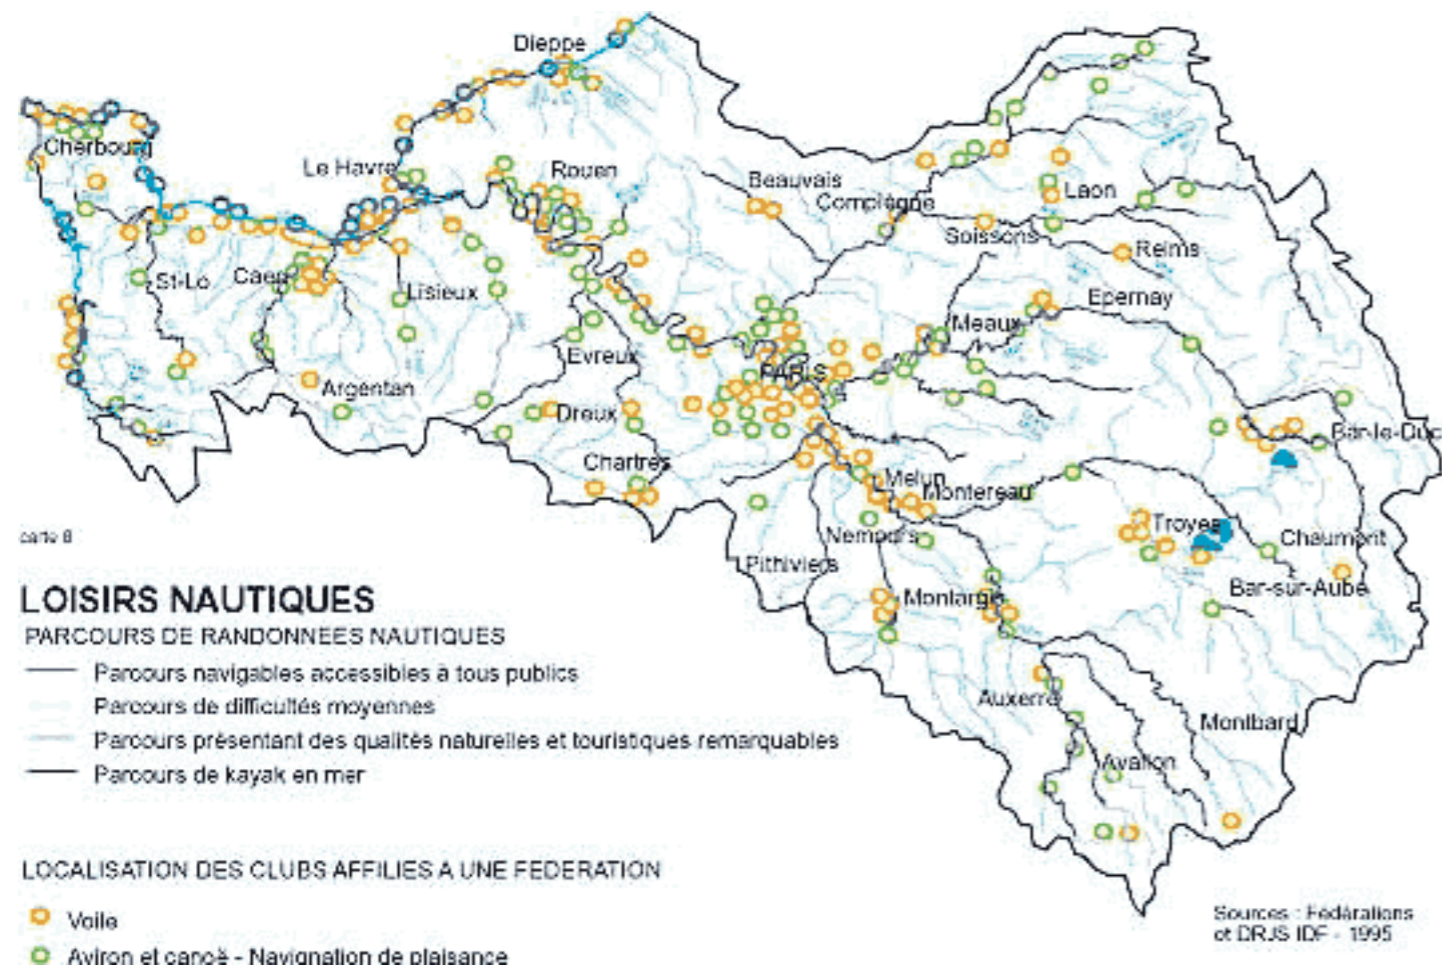 Dieppe
Cherbourg
Le Havre
Rouen
Beauvais
Compiègne
Laon
Soissons
Reims
St-Lo
Caen
Lisieux
Epernay
Meaux
Evreux
PARIS
Argentan
Dreux
Bar-le-Duc
Chartres
Melun
Montereau
Troyes
Chaumont
Nemours
Pithiviers
Montargis
Bar-sur-Aube
Auxerre
Montbard
Avallon
carte 8
LOISIRS NAUTIQUES
PARCOURS DE RANDONNEES NAUTIQUES
Parcours navigables accessibles à tous publics
Parcours de difficultés moyennes
Parcours présentant des qualités naturelles et touristiques remarquables
Parcours de kayak en mer
LOCALISATION DES CLUBS AFFILIES A UNE FEDERATION
Voile
Aviron et canoë - Navignation de plaisance
Sources : Fédérations
et DRJS IDF - 1995